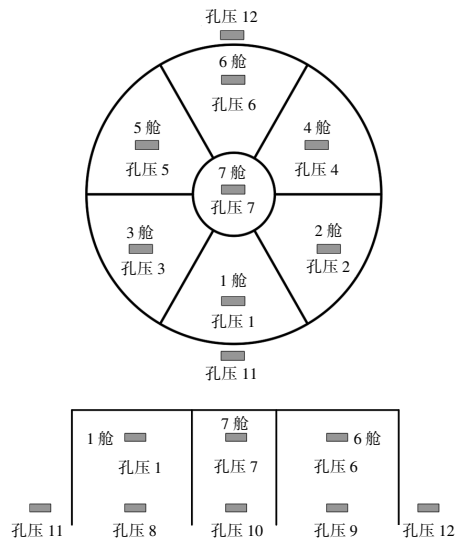 孔压 12
6 舱
孔压 6
5 舱
孔压 5
4 舱
孔压 4
7 舱
孔压 7
3 舱
孔压 3
2 舱
孔压 2
1 舱
孔压 1
孔压 11
1 舱
孔压 1
7 舱
孔压 7
6 舱
孔压 6
孔压 11
孔压 8
孔压 10
孔压 9
孔压 12